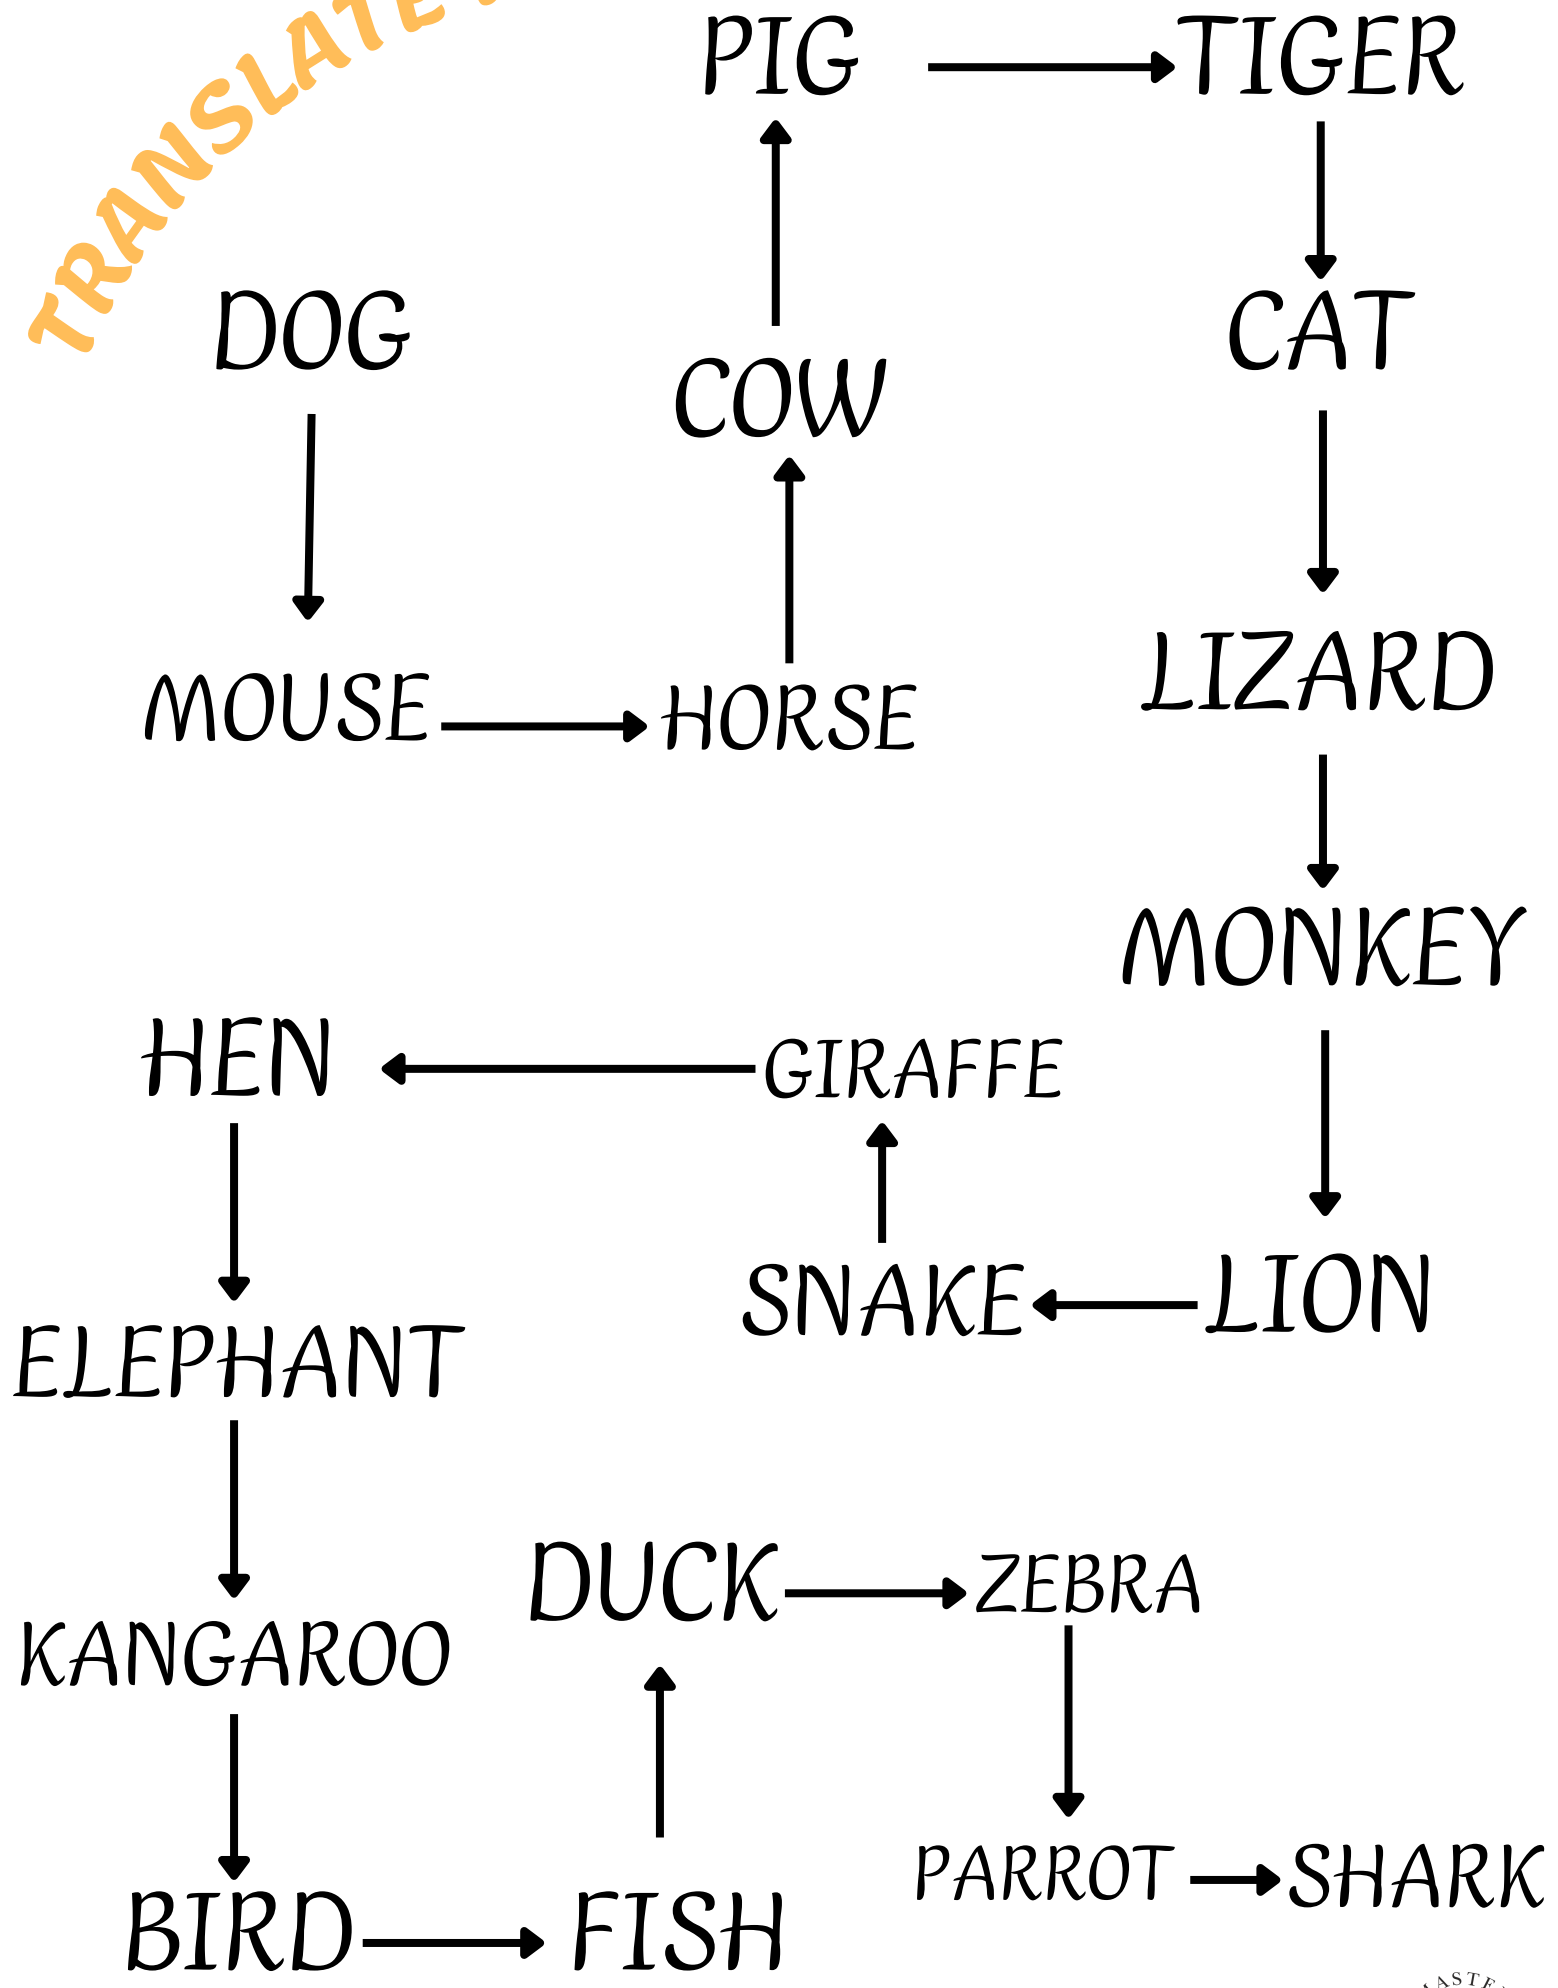 TRANSLATE
DOG
MOUSE
HORSE
COW
PIG
TIGER
CAT
LIZARD
MONKEY
LION
SNAKE
GIRAFFE
HEN
ELEPHANT
KANGAROO
BIRD
FISH
DUCK
ZEBRA
PARROT
SHARK